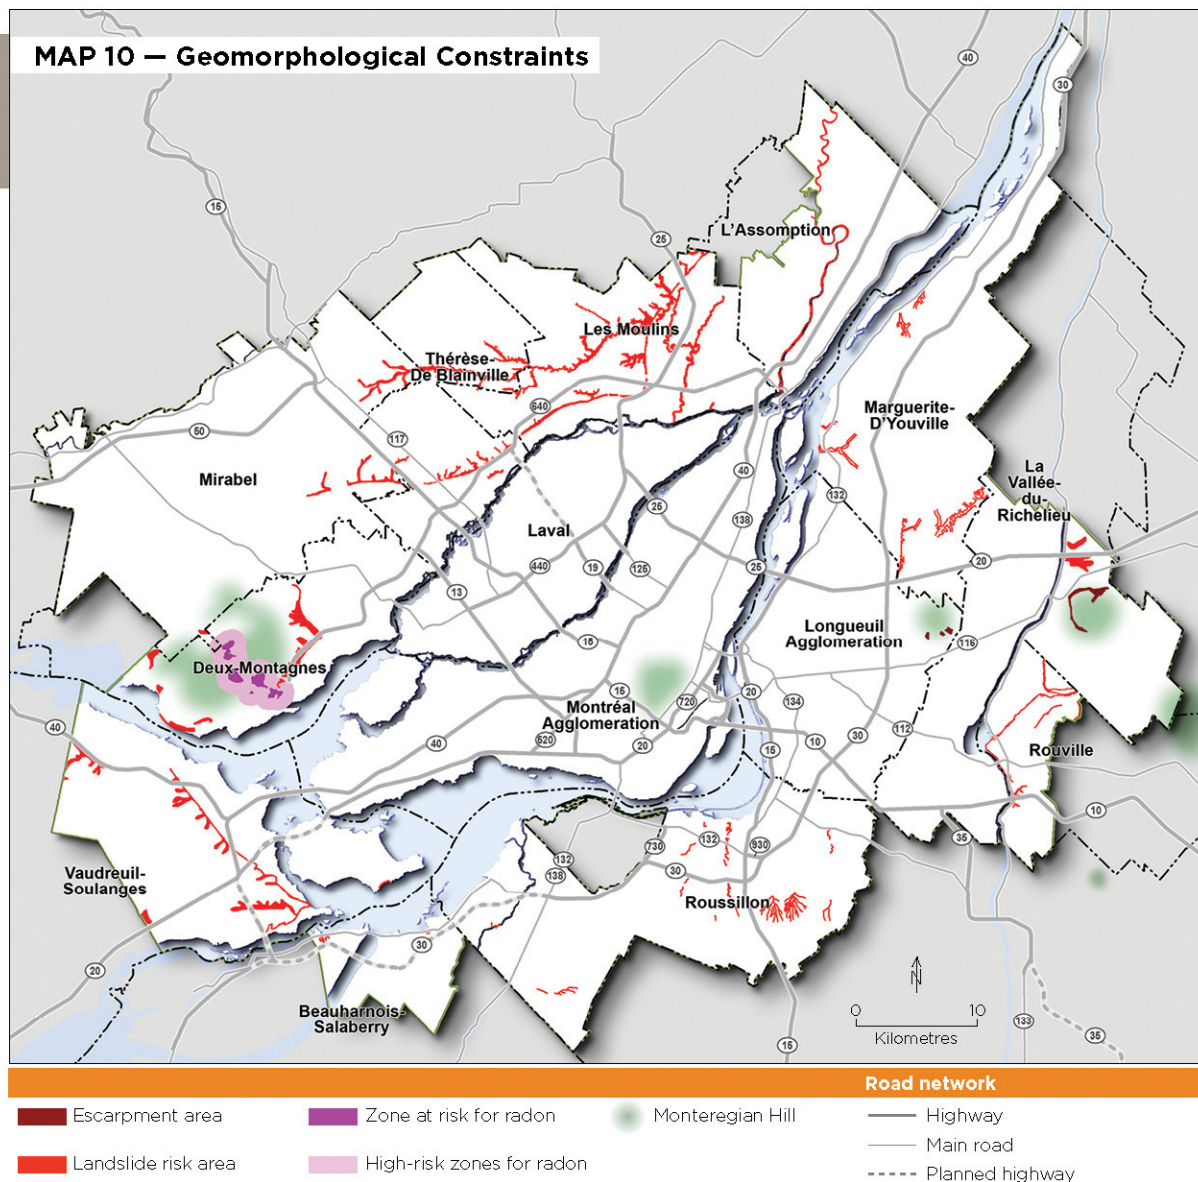 MAP 10 — Geomorphological Constraints
40
30
15
25
L'Assomption
Les Moulins
Thérèse-
De Blainville
640
50
117
Marguerite-
D'Youville
Mirabel
40
La
Vallée-
du-
Richelieu
25
132
138
Laval
440
19
125
25
20
13
Longueuil
Agglomeration
116
15
Deux-Montagnes
15
720
20
134
Montréal
Agglomeration
40
40
520
20
15
10
30
112
Rouville
10
35
132
138
730
132
930
30
Vaudreuil-
Soulanges
Roussillon
30
20
N
0
10
Kilometres
Beauharnois-
Salaberry
133
35
15
Road network
Escarpment area
Zone at risk for radon
Monteregian Hill
Highway
Main road
Landslide risk area
High-risk zones for radon
Planned highway